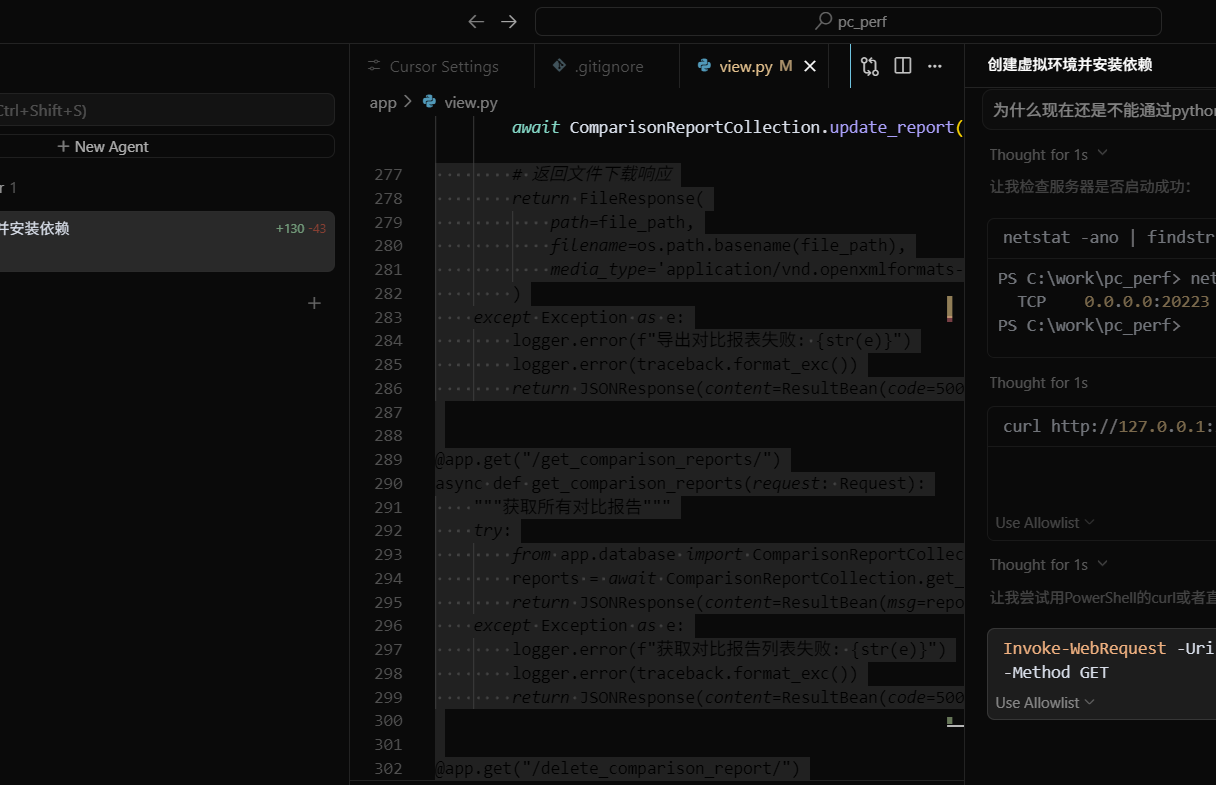 pc_perf
Cursor Settings
.gitignore
view.py M
创建虚拟环境并安装依赖
Ctrl+Shift+S)
+ New Agent
r 1
并安装依赖
+130 -43
app > view.py
await ComparisonReportCollection.update_report(
277 # 返回文件下载响应
278 return FileResponse(
279 path=file_path,
280 filename=os.path.basename(file_path),
281 media_type='application/vnd.openxmlformats-
282 )
283 except Exception as e:
284 logger.error(f"导出对比报表失败: {str(e)}")
285 logger.error(traceback.format_exc())
286 return JSONResponse(content=ResultBean(code=500
287
288
289 @app.get("/get_comparison_reports/")
290 async def get_comparison_reports(request: Request):
291 """获取所有对比报告"""
292 try:
293 from app.database import ComparisonReportCollec
294 reports = await ComparisonReportCollection.get_
295 return JSONResponse(content=ResultBean(msg=repo
296 except Exception as e:
297 logger.error(f"获取对比报告列表失败: {str(e)}")
298 logger.error(traceback.format_exc())
299 return JSONResponse(content=ResultBean(code=500
300
301
302 @app.get("/delete_comparison_report/")
为什么现在还是不能通过python
Thought for 1s
让我检查服务器是否启动成功:
netstat -ano | findstr
PS C:\work\pc_perf> net
TCP 0.0.0.0:20223
PS C:\work\pc_perf>
Thought for 1s
curl http://127.0.0.1:
Use Allowlist
Thought for 1s
让我尝试用PowerShell的curl或者直
Invoke-WebRequest -Uri
-Method GET
Use Allowlist